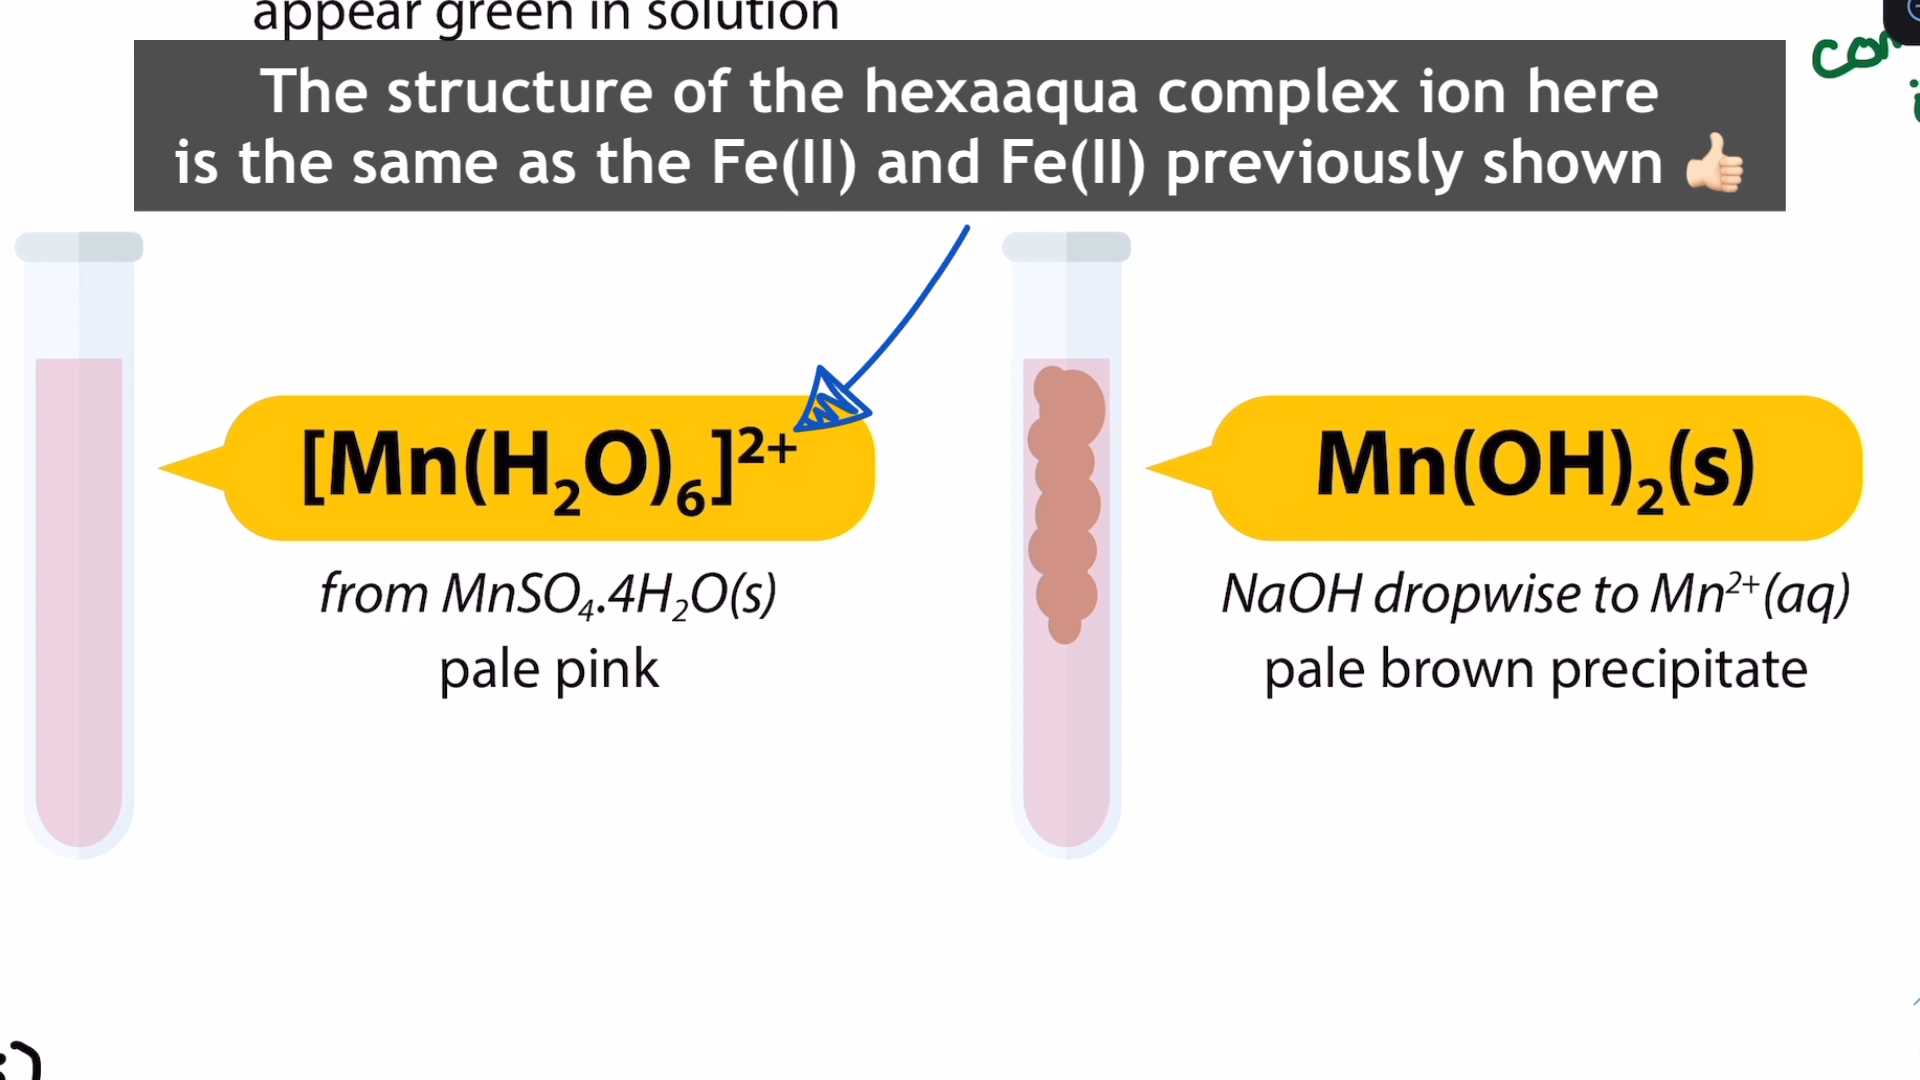 appear green in solution
The structure of the hexaaqua complex ion here
is the same as the Fe(II) and Fe(II) previously shown 👍🏻
[Mn(H₂O)₆]²⁺
from MnSO₄.4H₂O(s)
pale pink
Mn(OH)₂(s)
NaOH dropwise to Mn²⁺(aq)
pale brown precipitate